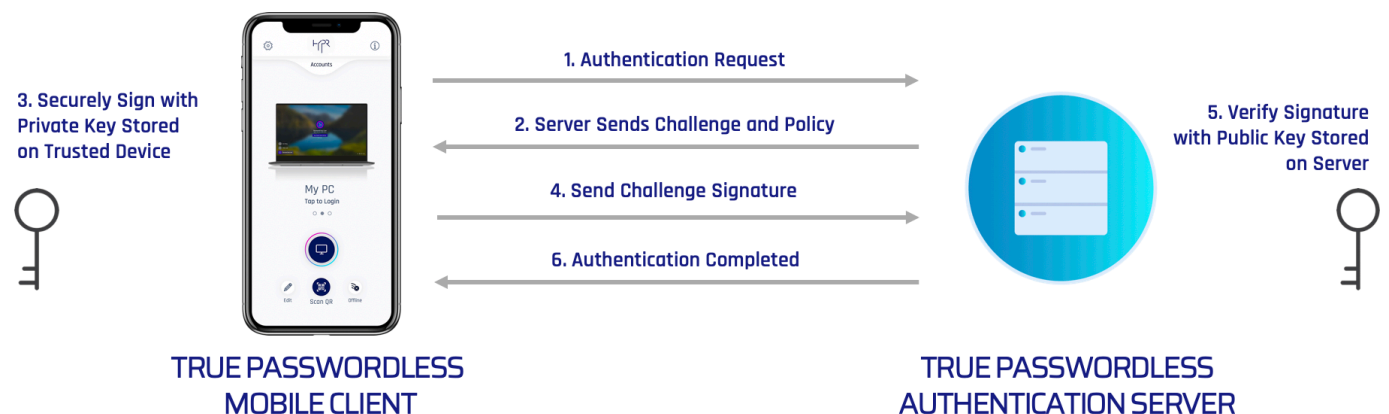 HYPR
Accounts
My PC
Tap to Login
Edit
Scan QR
Offline
3. Securely Sign with
Private Key Stored
on Trusted Device
1. Authentication Request
2. Server Sends Challenge and Policy
4. Send Challenge Signature
6. Authentication Completed
5. Verify Signature
with Public Key Stored
on Server
TRUE PASSWORDLESS
MOBILE CLIENT
TRUE PASSWORDLESS
AUTHENTICATION SERVER